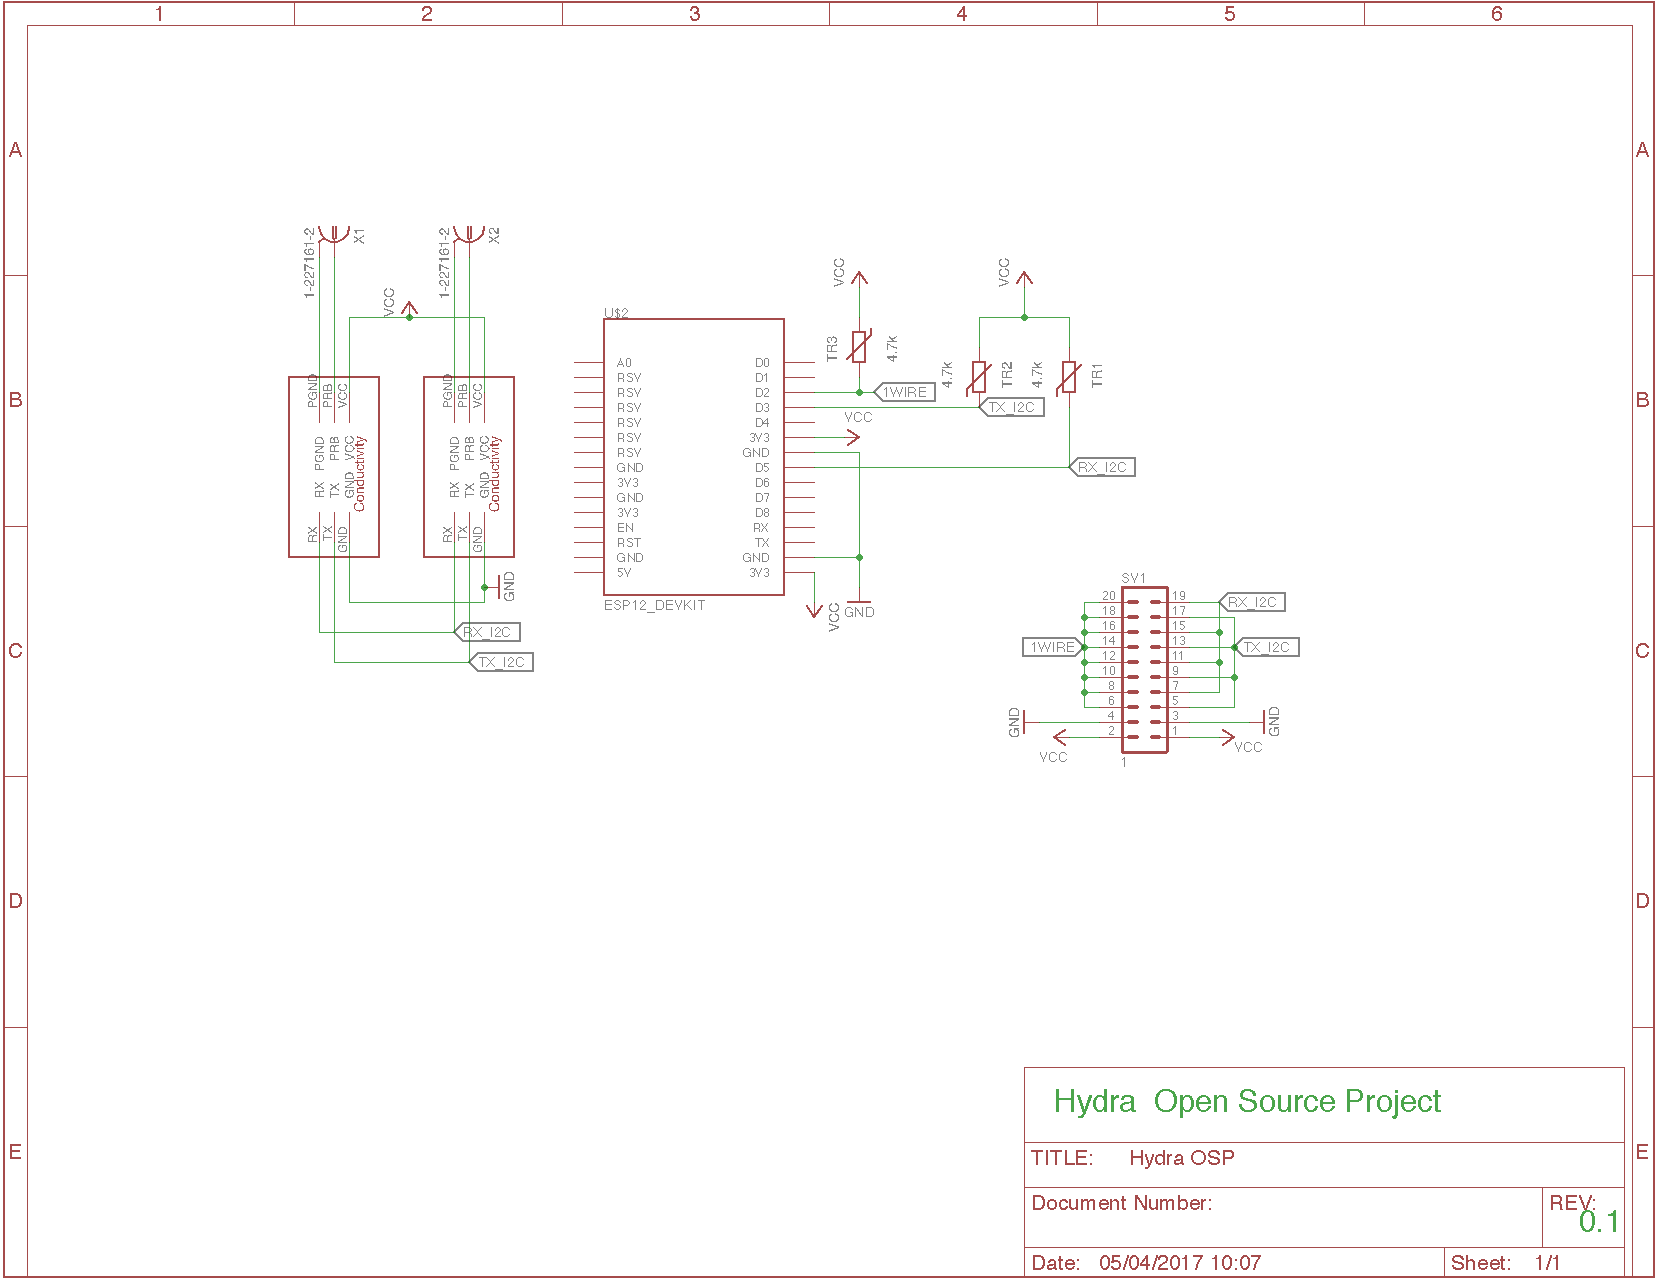 1 2 3 4 5 6
A A
B B
C C
D D
E E
1-227161-2 X1
1-227161-2 X2
VCC
PGND PRB VCC
PGND PRB VCC
RX TX GND
Conductivity
RX TX GND
PGND PRB VCC
PGND PRB VCC
RX TX GND
Conductivity
RX TX GND
GND
RX_I2C
TX_I2C
U$2
A0 D0
RSV D1
RSV D2
RSV D3
RSV D4
RSV 3V3
RSV GND
GND D5
3V3 D6
GND D7
3V3 D8
EN RX
RST TX
GND GND
5V 3V3
ESP12_DEVKIT
VCC
TR3 4.7k
1WIRE
VCC
VCC
4.7k TR2
4.7k TR1
TX_I2C
RX_I2C
VCC
GND
SV1
20 19
18 17
16 15
14 13
12 11
10 9
8 7
6 5
4 3
2 1
1
RX_I2C
1WIRE
TX_I2C
GND GND
VCC VCC
Hydra Open Source Project
TITLE: Hydra OSP
Document Number:
REV:
0.1
Date: 05/04/2017 10:07
Sheet: 1/1